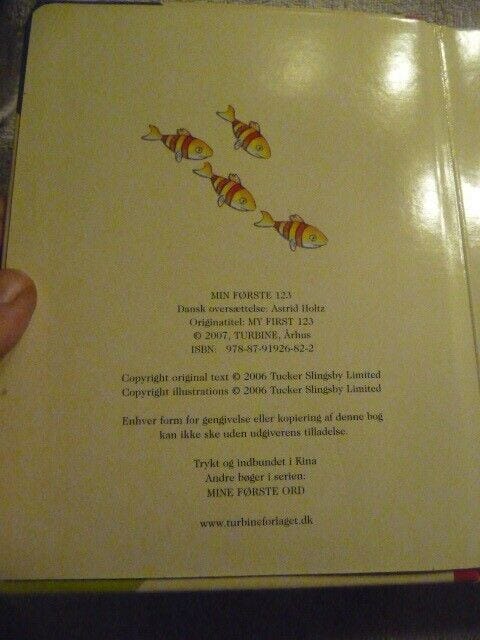 MIN FØRSTE 123
Dansk oversættelse: Astrid Holtz
Originatitel: MY FIRST 123
© 2007, TURBINE, Århus
ISBN: 978-87-91926-82-2
Copyright original text © 2006 Tucker Slingsby Limited
Copyright illustrations © 2006 Tucker Slingsby Limited
Enhver form for gengivelse eller kopiering af denne bog
kan ikke ske uden udgiverens tilladelse.
Trykt og indbundet i Kina
Andre bøger i serien:
MINE FØRSTE ORD
www.turbineforlaget.dk